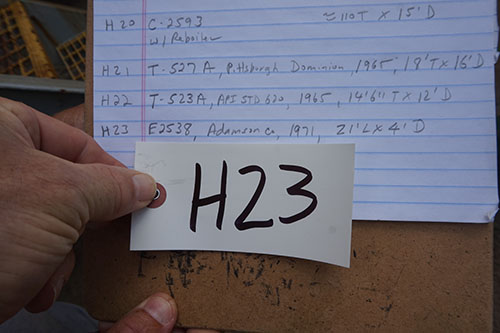 H20 C-2593 ≈110T X 15'D
w/ Reboiler
H21 T-527A, Pittsburgh Dominion, 1965, 18'T X 16'D
H22 T-523A, API STD 620, 1965, 14'6" T X 12'D
H23 E2538, Adamson Co, 1971, 21'L X 4'D
H23